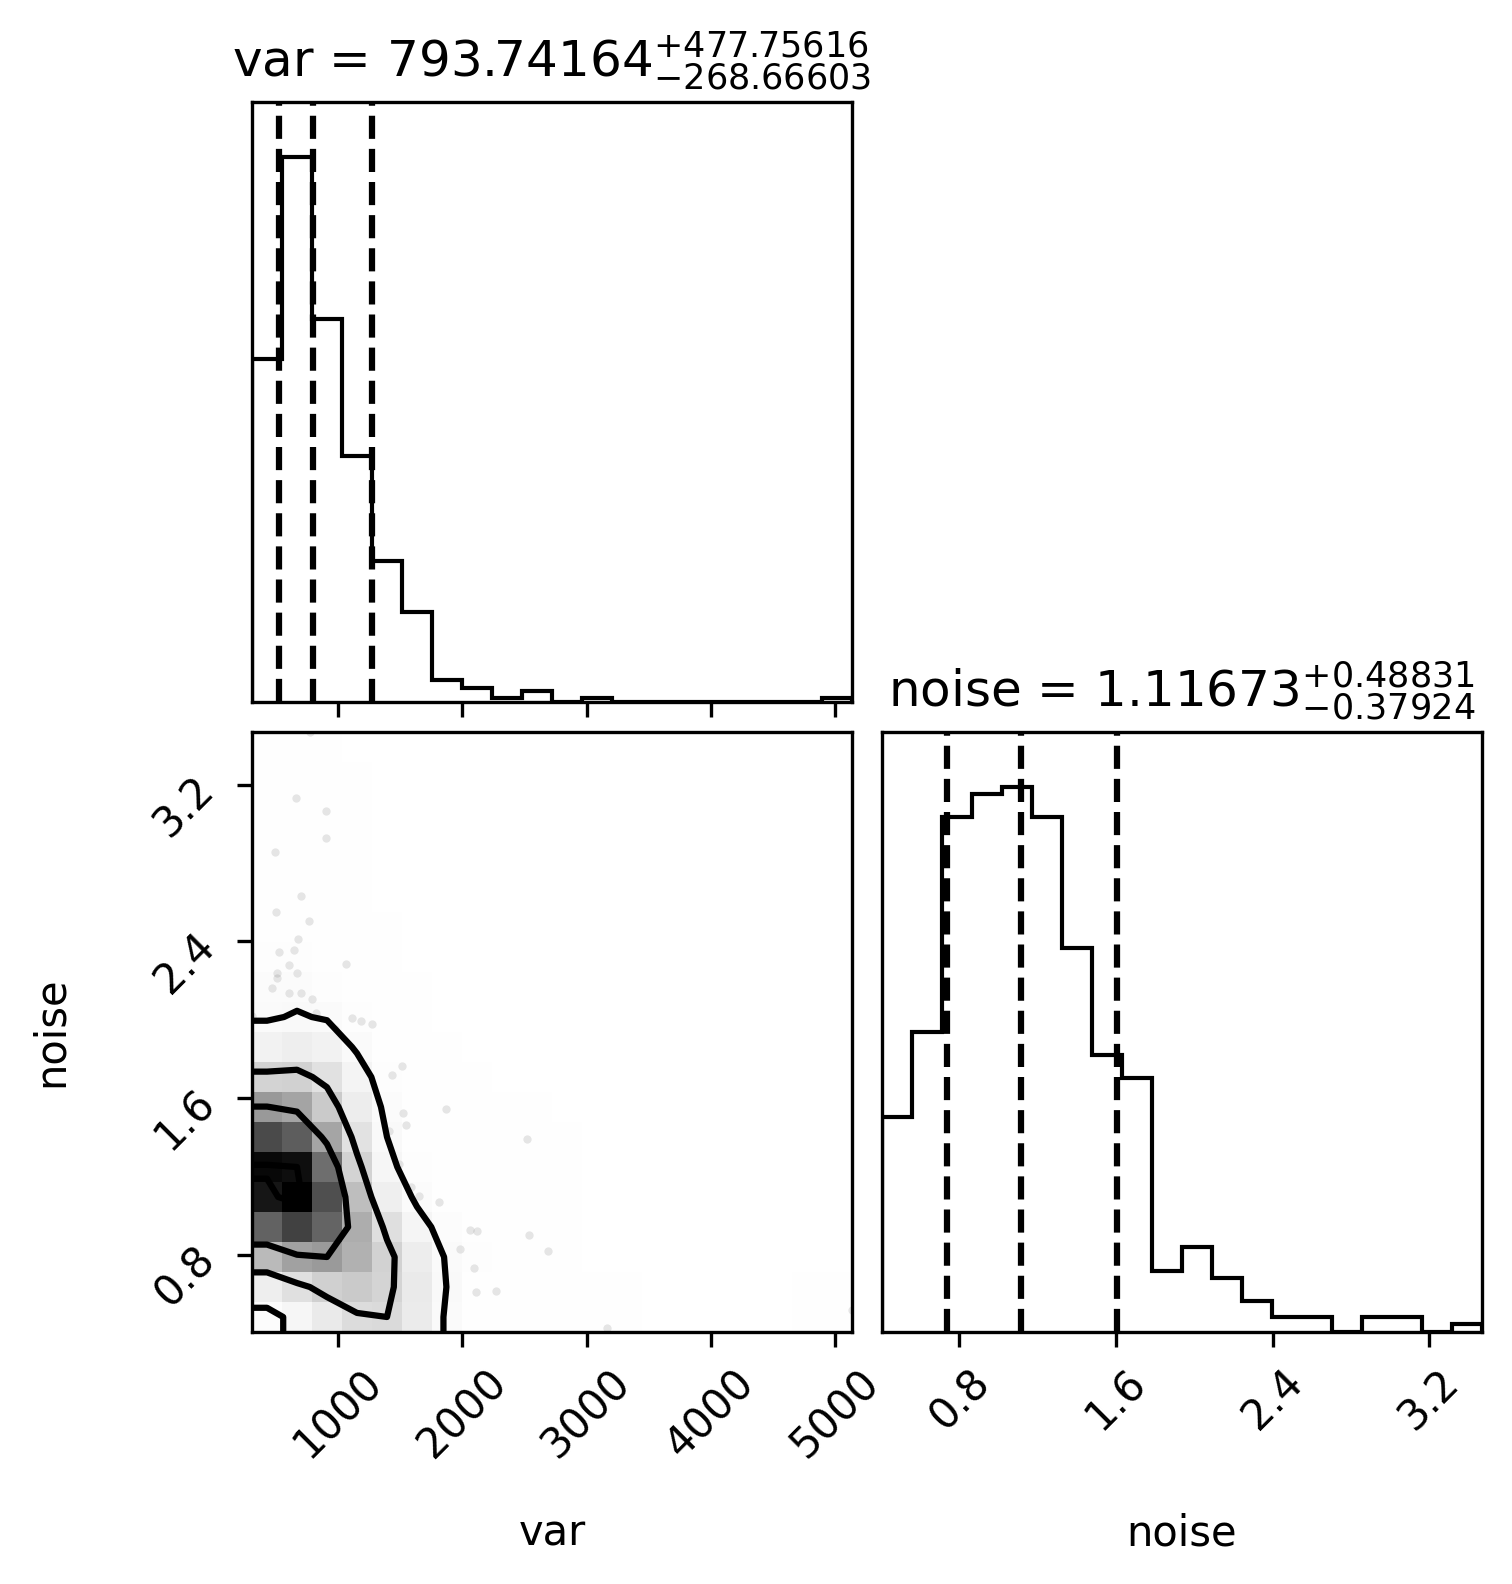 var = 793.74164+477.75616−268.66603
noise = 1.11673+0.48831−0.37924
3.2
2.4
1.6
0.8
noise
1000
2000
3000
4000
5000
var
0.8
1.6
2.4
3.2
noise